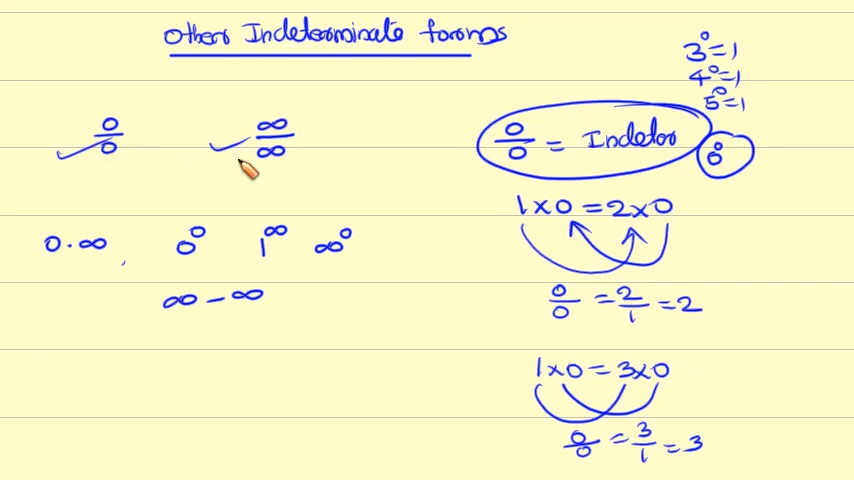 Other Indeterminate forms
3⁰=1
4⁰=1
5⁰=1
0/0 ∞/∞
0/0 = Indeter 0⁰
0·∞, 0⁰ 1^∞ ∞⁰
∞ - ∞
1×0 = 2×0
0/0 = 2/1 = 2
1×0 = 3×0
0/0 = 3/1 = 3